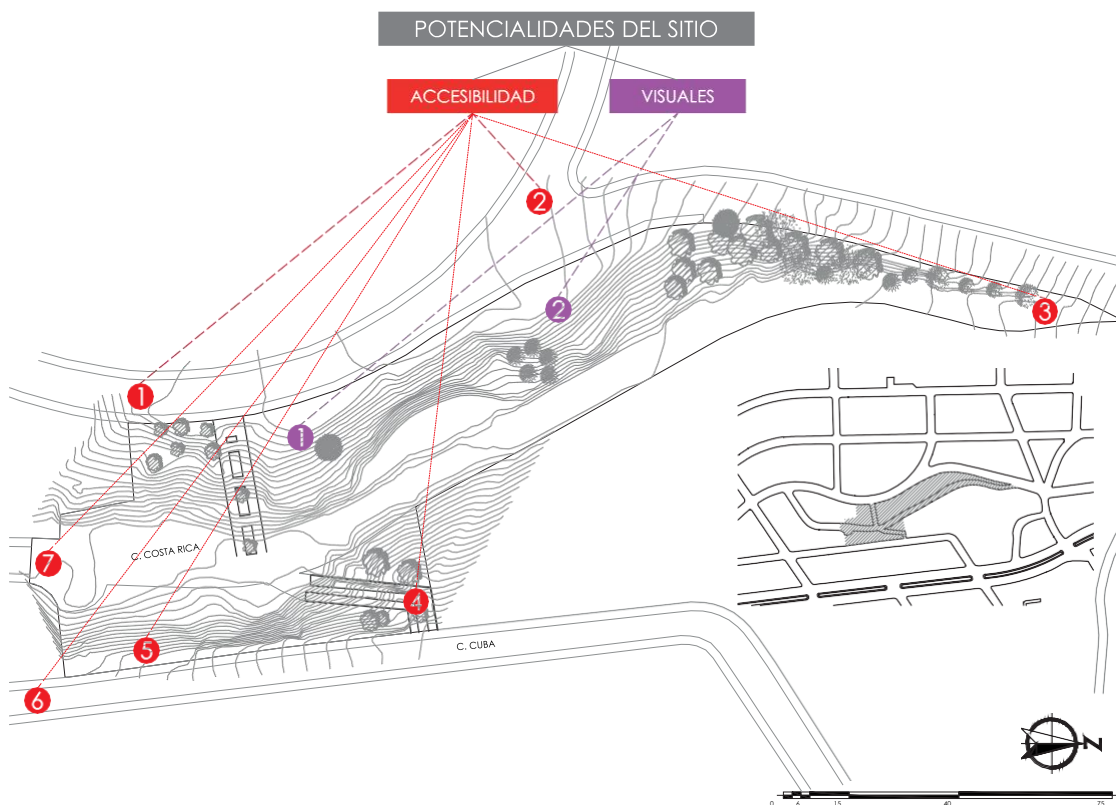 POTENCIALIDADES DEL SITIO
ACCESIBILIDAD
VISUALES
2
3
2
1
1
7
C. COSTA RICA
4
5
C. CUBA
6
N
0 6 15 40 75